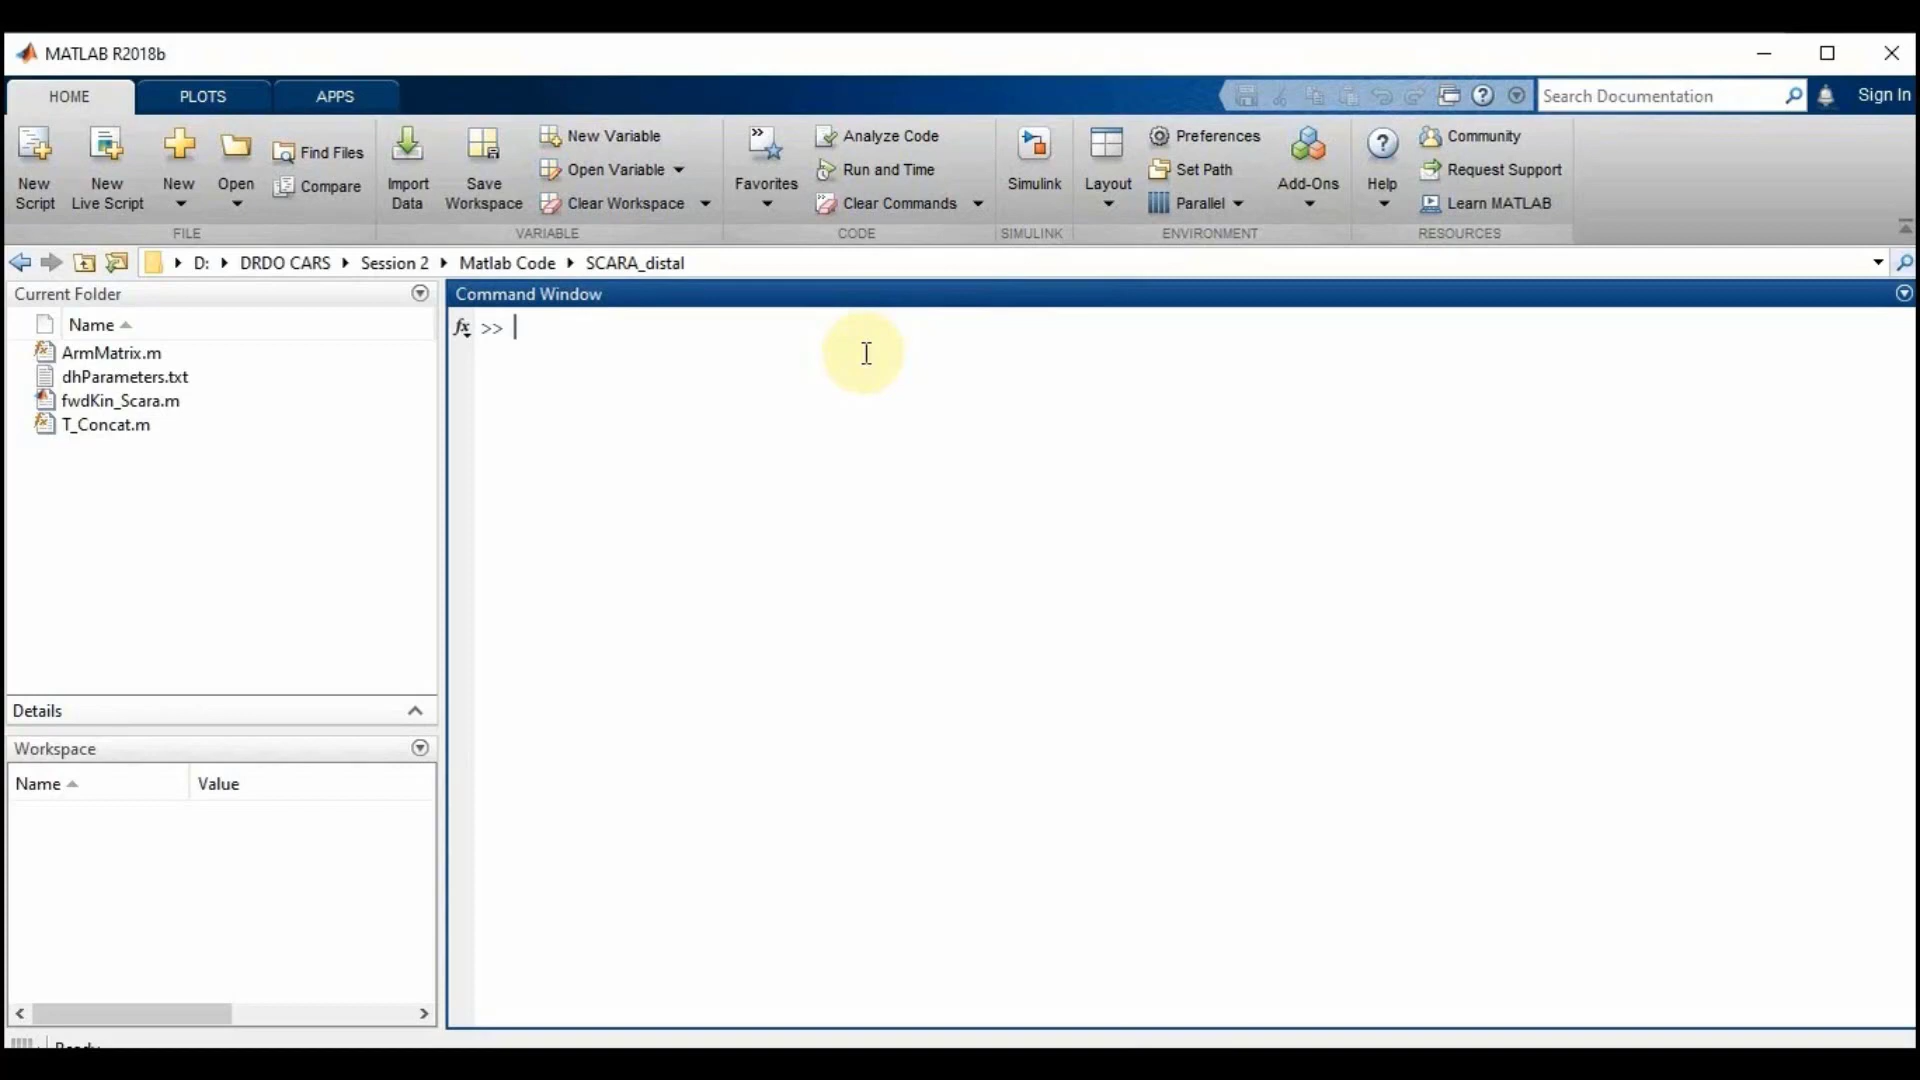 MATLAB R2018b
HOME PLOTS APPS Search Documentation Sign In
New Script New Live Script New Open Find Files Compare Import Data Save Workspace New Variable Open Variable Clear Workspace Favorites Analyze Code Run and Time Clear Commands Simulink Layout Preferences Set Path Parallel Add-Ons Help Community Request Support Learn MATLAB
FILE VARIABLE CODE SIMULINK ENVIRONMENT RESOURCES
D: DRDO CARS Session 2 Matlab Code SCARA_distal
Current Folder
Name
ArmMatrix.m
dhParameters.txt
fwdKin_Scara.m
T_Concat.m
Details
Workspace
Name Value
Command Window
fx >>
Ready